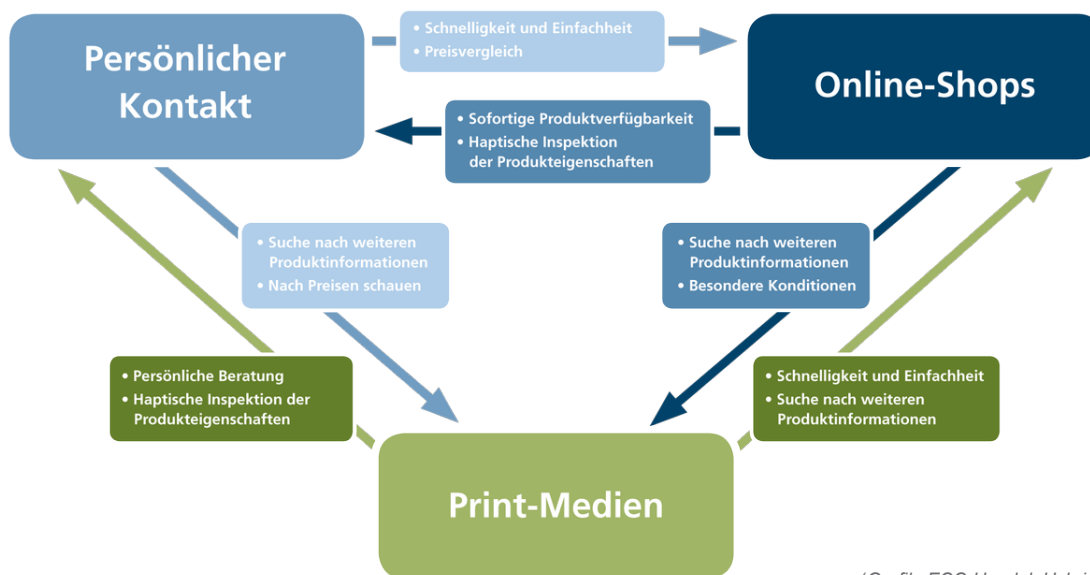 Persönlicher
Kontakt
• Schnelligkeit und Einfachheit
• Preisvergleich
Online-Shops
• Sofortige Produktverfügbarkeit
• Haptische Inspektion
der Produkteigenschaften
• Suche nach weiteren
Produktinformationen
• Nach Preisen schauen
• Suche nach weiteren
Produktinformationen
• Besondere Konditionen
• Persönliche Beratung
• Haptische Inspektion der
Produkteigenschaften
• Schnelligkeit und Einfachheit
• Suche nach weiteren
Produktinformationen
Print-Medien